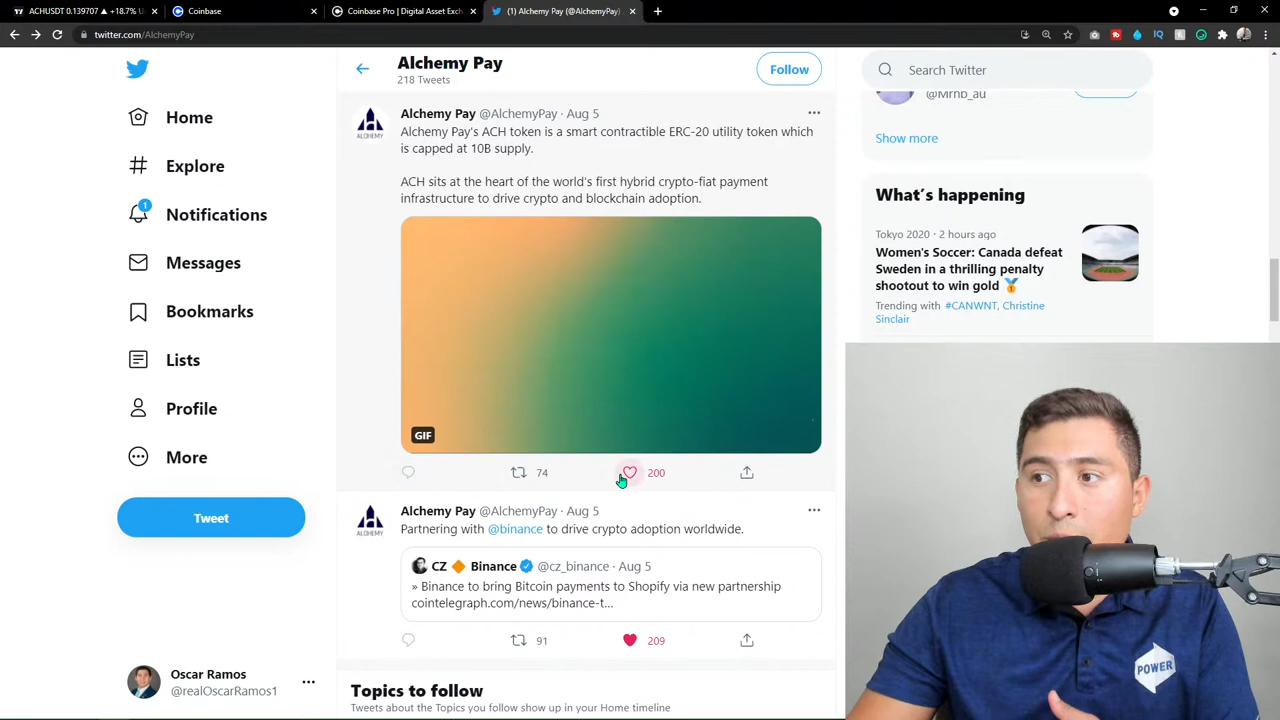 ACHUSDT 0.139707 ▲ +18.7% U
Coinbase
Coinbase Pro | Digital Asset Exch
(1) Alchemy Pay (@AlchemyPay)
twitter.com/AlchemyPay
Home
Explore
1
Notifications
Messages
Bookmarks
Lists
Profile
More
Tweet
Oscar Ramos
@realOscarRamos1
Alchemy Pay
218 Tweets
Follow
Alchemy Pay @AlchemyPay · Aug 5
Alchemy Pay's ACH token is a smart contractible ERC-20 utility token which
is capped at 10B supply.
ACH sits at the heart of the world's first hybrid crypto-fiat payment
infrastructure to drive crypto and blockchain adoption.
ALCHEMY
GIF
74
200
Alchemy Pay @AlchemyPay · Aug 5
Partnering with @binance to drive crypto adoption worldwide.
ALCHEMY
CZ 🔶 Binance @cz_binance · Aug 5
» Binance to bring Bitcoin payments to Shopify via new partnership
cointelegraph.com/news/binance-t...
91
209
Topics to follow
Tweets about the Topics you follow show up in your Home timeline
Search Twitter
@Mrnb_au
Show more
What's happening
Tokyo 2020 · 2 hours ago
Women's Soccer: Canada defeat
Sweden in a thrilling penalty
shootout to win gold 🥇
Trending with #CANWNT, Christine
Sinclair
POWER